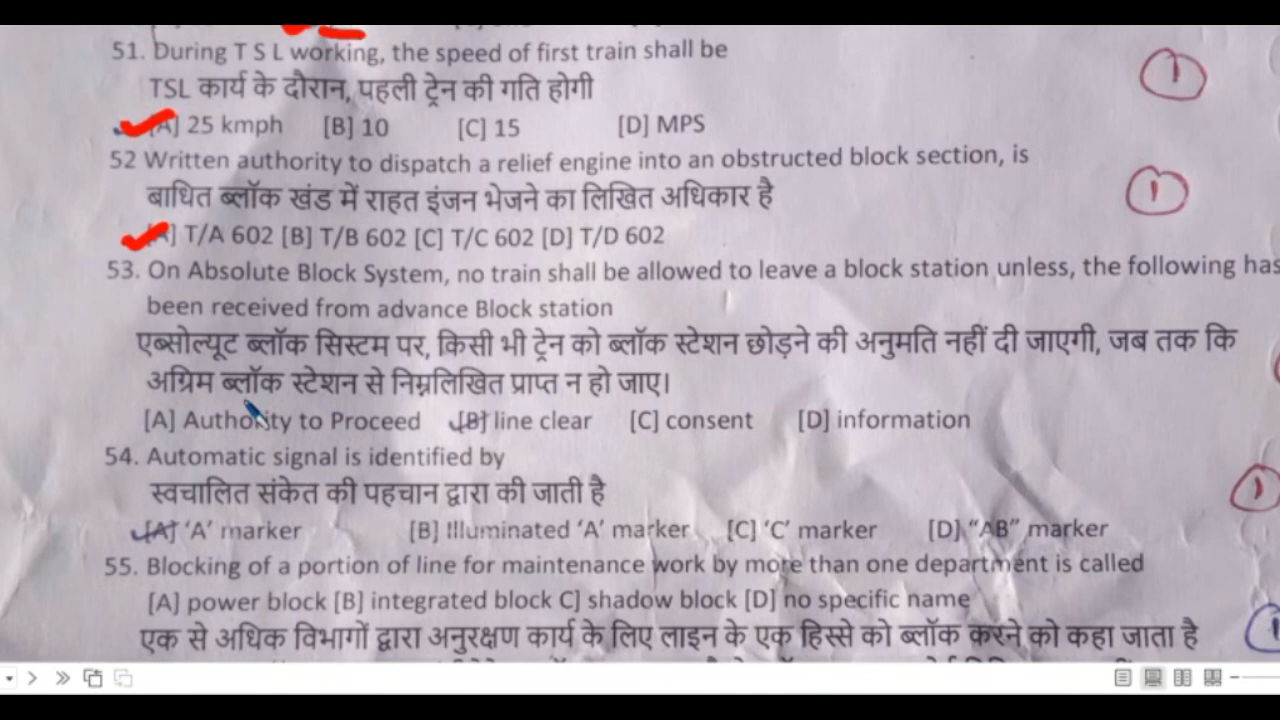 51. During T S L working, the speed of first train shall be
TSL कार्य के दौरान, पहली ट्रेन की गति होगी
[A] 25 kmph [B] 10 [C] 15 [D] MPS
1
52 Written authority to dispatch a relief engine into an obstructed block section, is
बाधित ब्लॉक खंड में राहत इंजन भेजने का लिखित अधिकार है
[A] T/A 602 [B] T/B 602 [C] T/C 602 [D] T/D 602
1
53. On Absolute Block System, no train shall be allowed to leave a block station unless, the following has
been received from advance Block station
एब्सोल्यूट ब्लॉक सिस्टम पर, किसी भी ट्रेन को ब्लॉक स्टेशन छोड़ने की अनुमति नहीं दी जाएगी, जब तक कि
अग्रिम ब्लॉक स्टेशन से निम्नलिखित प्राप्त न हो जाए।
[A] Authority to Proceed [B] line clear [C] consent [D] information
54. Automatic signal is identified by
स्वचालित संकेत की पहचान द्वारा की जाती है
1
[A] ‘A’ marker [B] Illuminated ‘A’ marker [C] ‘C’ marker [D] “AB” marker
55. Blocking of a portion of line for maintenance work by more than one department is called
[A] power block [B] integrated block C] shadow block [D] no specific name
एक से अधिक विभागों द्वारा अनुरक्षण कार्य के लिए लाइन के एक हिस्से को ब्लॉक करने को कहा जाता है
1